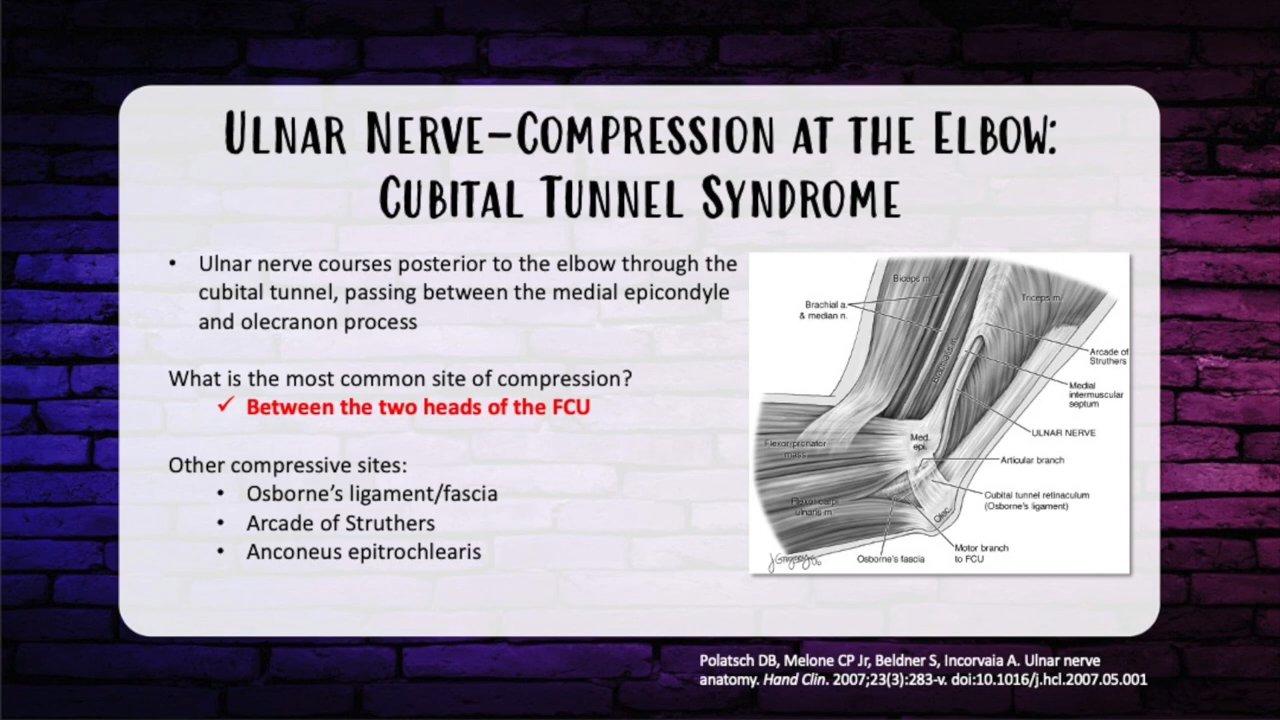 ULNAR NERVE–COMPRESSION AT THE ELBOW:
CUBITAL TUNNEL SYNDROME
• Ulnar nerve courses posterior to the elbow through the
cubital tunnel, passing between the medial epicondyle
and olecranon process
What is the most common site of compression?
✓ Between the two heads of the FCU
Other compressive sites:
• Osborne’s ligament/fascia
• Arcade of Struthers
• Anconeus epitrochlearis
Biceps m.
Brachial a.
& median n.
Triceps m.
Brachialis m.
Arcade of
Struthers
Medial
intermuscular
septum
ULNAR NERVE
Flexor/pronator
mass
Med.
epi.
Articular branch
Flexor carpi
ulnaris m.
Cubital tunnel retinaculum
(Osborne’s ligament)
Olec.
Motor branch
to FCU
Osborne’s fascia
Polatsch DB, Melone CP Jr, Beldner S, Incorvaia A. Ulnar nerve
anatomy. Hand Clin. 2007;23(3):283-v. doi:10.1016/j.hcl.2007.05.001